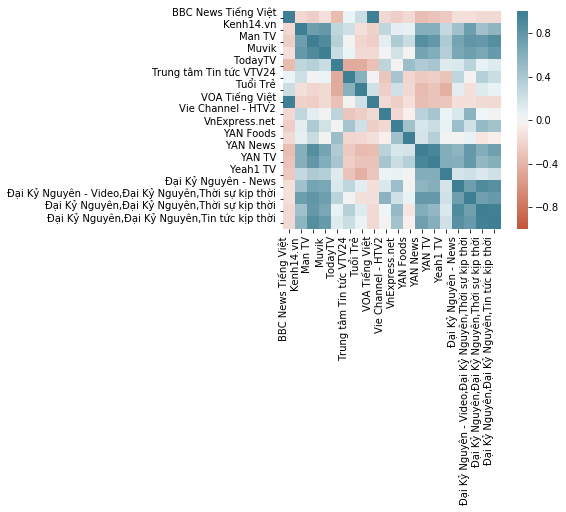 BBC News Tiếng Việt
Kenh14.vn
Man TV
Muvik
TodayTV
Trung tâm Tin tức VTV24
Tuổi Trẻ
VOA Tiếng Việt
Vie Channel - HTV2
VnExpress.net
YAN Foods
YAN News
YAN TV
Yeah1 TV
Đại Kỷ Nguyên - News
Đại Kỷ Nguyên - Video,Đại Kỷ Nguyên,Thời sự kịp thời
Đại Kỷ Nguyên,Đại Kỷ Nguyên,Thời sự kịp thời
Đại Kỷ Nguyên,Đại Kỷ Nguyên,Tin tức kịp thời
BBC News Tiếng Việt
Kenh14.vn
Man TV
Muvik
TodayTV
Trung tâm Tin tức VTV24
Tuổi Trẻ
VOA Tiếng Việt
Vie Channel - HTV2
VnExpress.net
YAN Foods
YAN News
YAN TV
Yeah1 TV
Đại Kỷ Nguyên - News
Đại Kỷ Nguyên - Video,Đại Kỷ Nguyên,Thời sự kịp thời
Đại Kỷ Nguyên,Đại Kỷ Nguyên,Thời sự kịp thời
Đại Kỷ Nguyên,Đại Kỷ Nguyên,Tin tức kịp thời
0.8
0.4
0.0
−0.4
−0.8